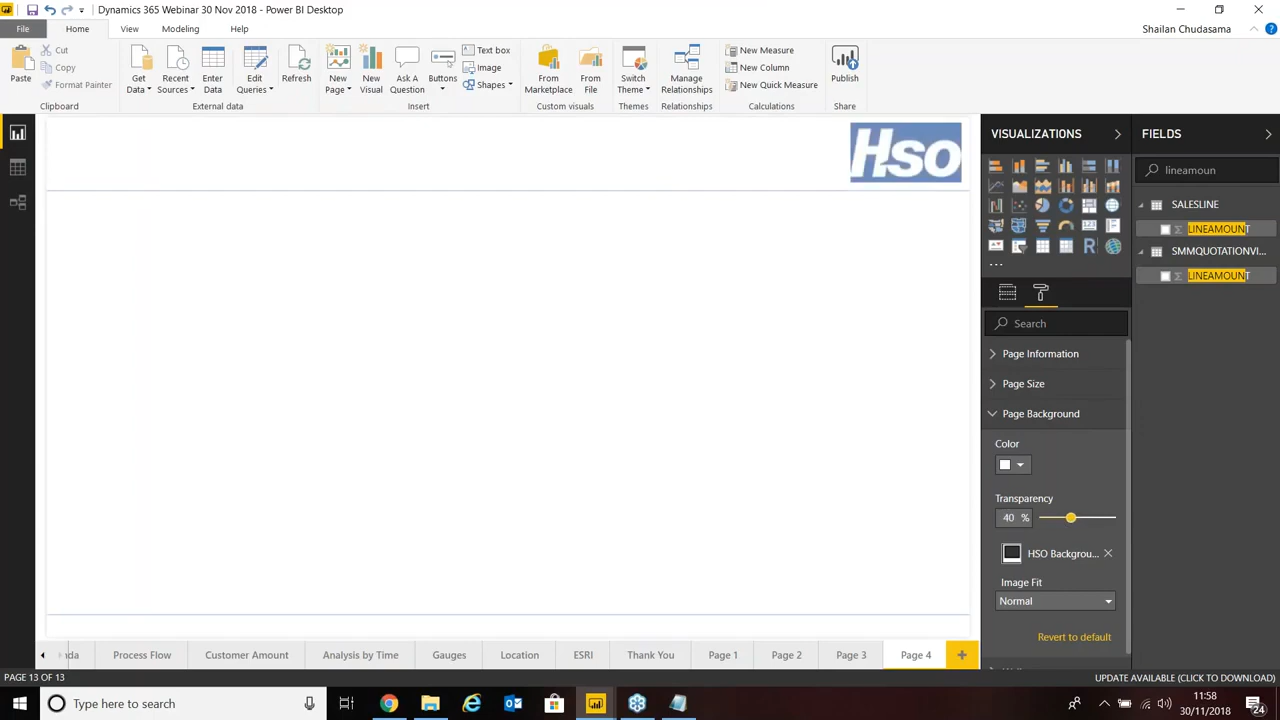 Dynamics 365 Webinar 30 Nov 2018 - Power BI Desktop
File
Home
View
Modeling
Help
Shailan Chudasama
Paste
Cut
Copy
Format Painter
Clipboard
Get Data
Recent Sources
Enter Data
Edit Queries
Refresh
External data
New Page
New Visual
Ask A Question
Buttons
Text box
Image
Shapes
Insert
From Marketplace
From File
Custom visuals
Switch Theme
Themes
Manage Relationships
Relationships
New Measure
New Column
New Quick Measure
Calculations
Publish
Share
Hso
VISUALIZATIONS
R
Search
Page Information
Page Size
Page Background
Color
Transparency
40 %
HSO Backgrou...
Image Fit
Normal
Revert to default
FIELDS
lineamoun
SALESLINE
LINEAMOUNT
SMMQUOTATIONVI...
LINEAMOUNT
nda
Process Flow
Customer Amount
Analysis by Time
Gauges
Location
ESRI
Thank You
Page 1
Page 2
Page 3
Page 4
PAGE 13 OF 13
UPDATE AVAILABLE (CLICK TO DOWNLOAD)
Type here to search
11:58
30/11/2018
24